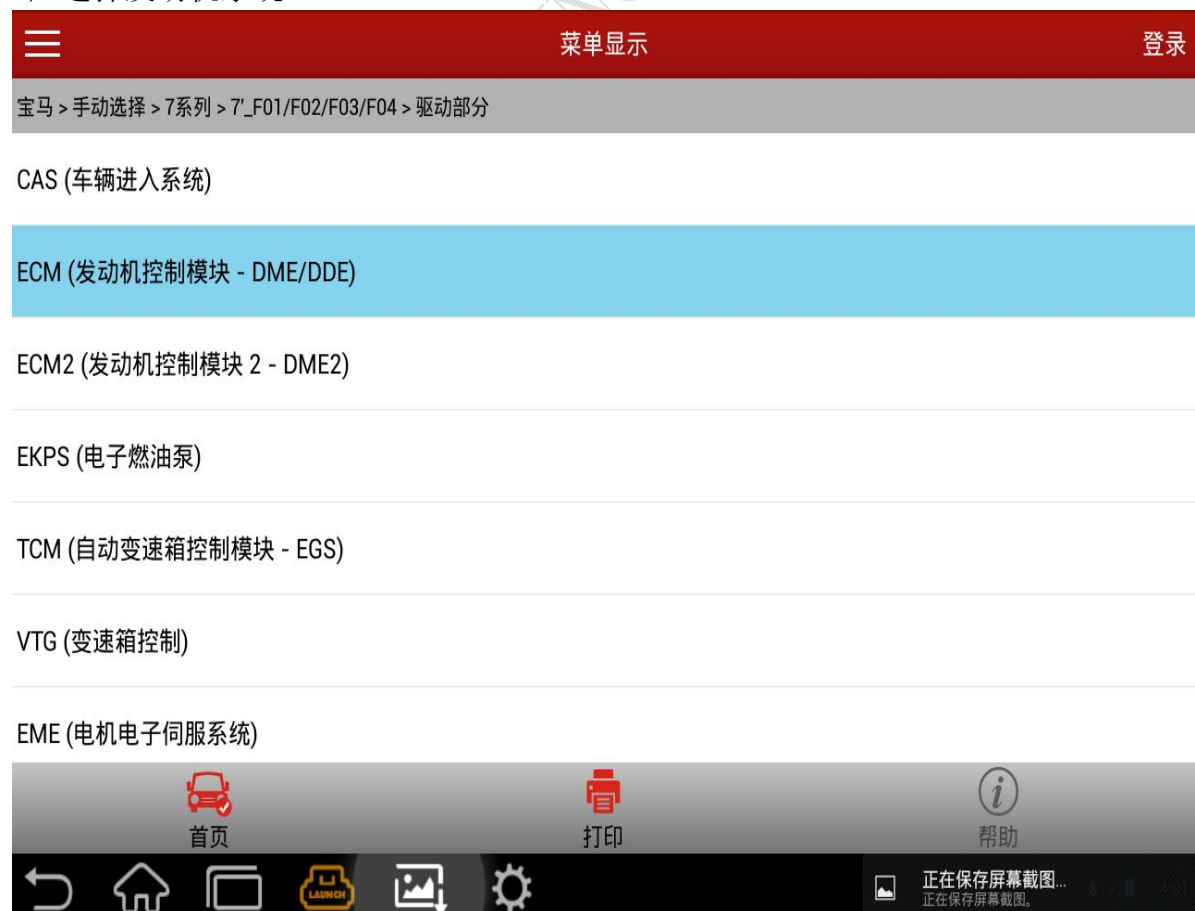 菜单显示
登录
宝马 > 手动选择 > 7系列 > 7'_F01/F02/F03/F04 > 驱动部分
CAS (车辆进入系统)
ECM (发动机控制模块 - DME/DDE)
ECM2 (发动机控制模块 2 - DME2)
EKPS (电子燃油泵)
TCM (自动变速箱控制模块 - EGS)
VTG (变速箱控制)
EME (电机电子伺服系统)
首页
打印
帮助
LAUNCH
正在保存屏幕截图...
正在保存屏幕截图。
4:01